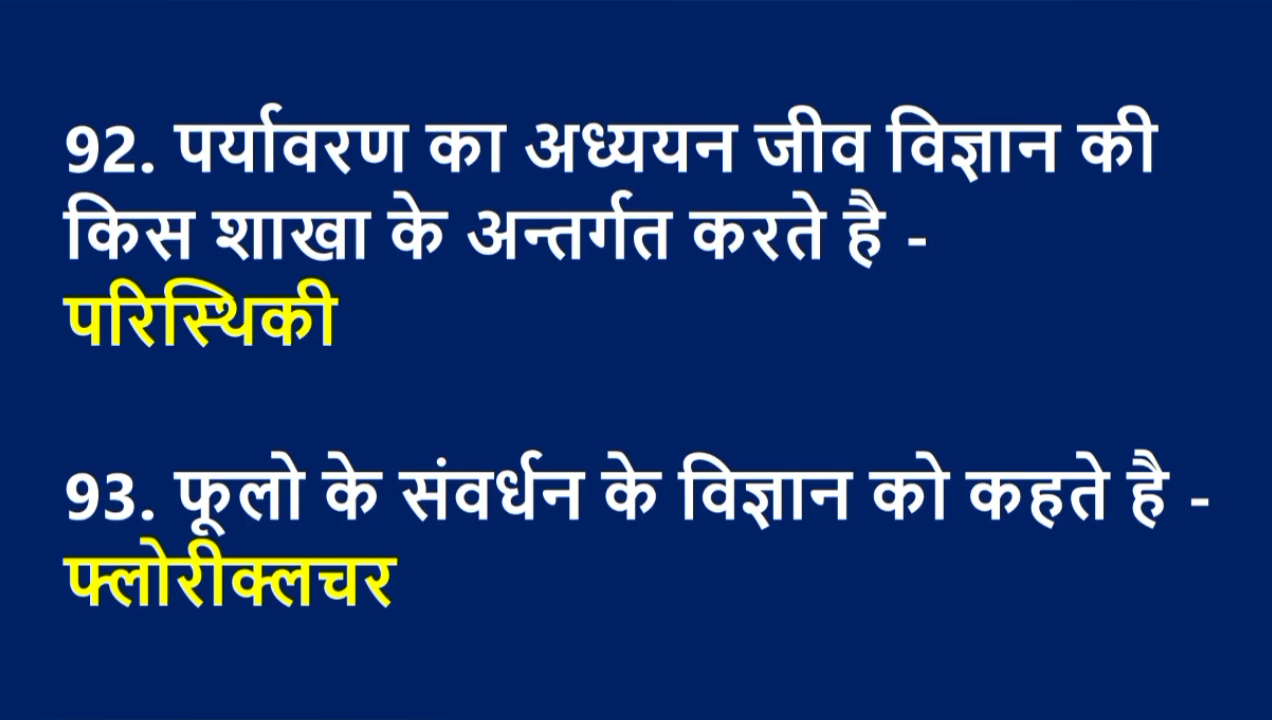 92. पर्यावरण का अध्ययन जीव विज्ञान की
किस शाखा के अन्तर्गत करते है -
परिस्थिकी
93. फूलो के संवर्धन के विज्ञान को कहते है -
फ्लोरीक्लचर